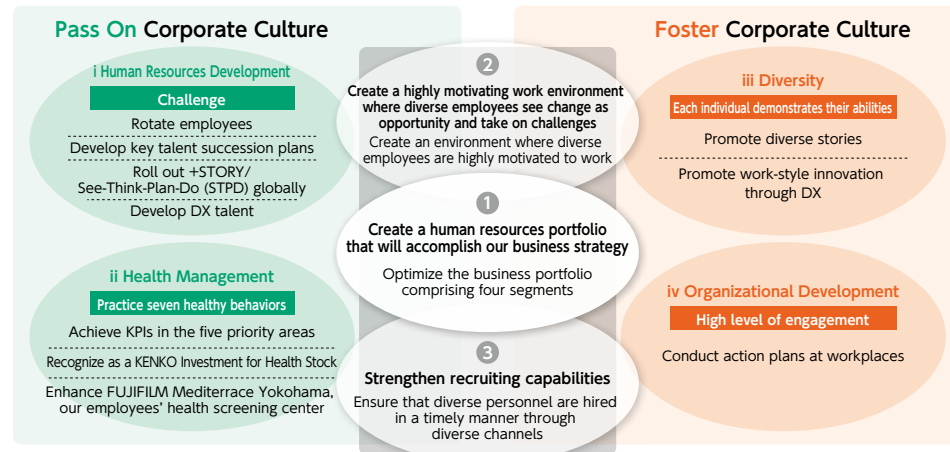 Pass On Corporate Culture
i Human Resources Development
Challenge
Rotate employees
Develop key talent succession plans
Roll out +STORY/
See-Think-Plan-Do (STPD) globally
Develop DX talent
ii Health Management
Practice seven healthy behaviors
Achieve KPIs in the five priority areas
Recognize as a KENKO Investment for Health Stock
Enhance FUJIFILM Mediterrace Yokohama,
our employees' health screening center
2
Create a highly motivating work environment
where diverse employees see change as
opportunity and take on challenges
Create an environment where diverse
employees are highly motivated to work
1
Create a human resources portfolio
that will accomplish our business strategy
Optimize the business portfolio
comprising four segments
3
Strengthen recruiting capabilities
Ensure that diverse personnel are hired
in a timely manner through
diverse channels
Foster Corporate Culture
iii Diversity
Each individual demonstrates their abilities
Promote diverse stories
Promote work-style innovation
through DX
iv Organizational Development
High level of engagement
Conduct action plans at workplaces